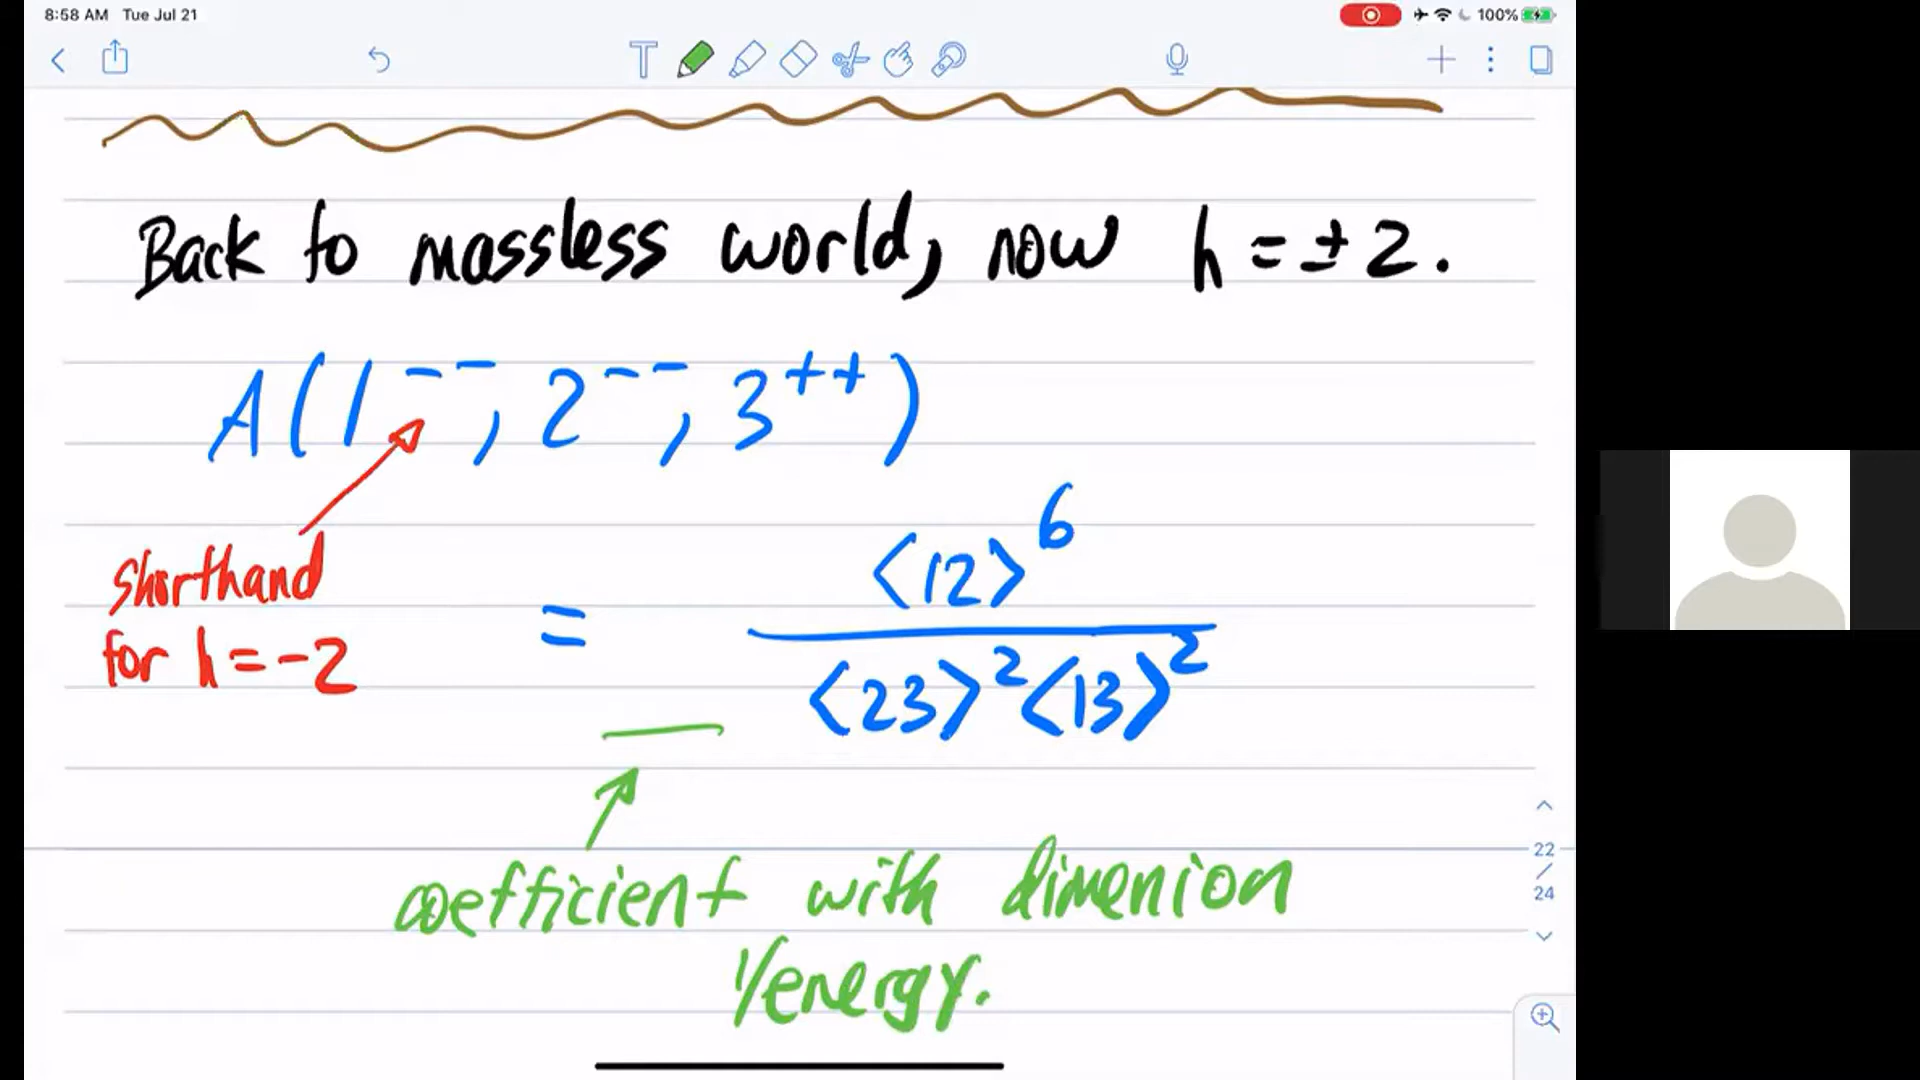 8:58 AM Tue Jul 21
100%
T
Back to massless world, now h = ± 2.
A(1⁻⁻, 2⁻⁻, 3⁺⁺)
shorthand
for h = -2
= ⟨12⟩⁶ / ⟨23⟩²⟨13⟩²
coefficient with dimenion
1/energy.
22
/
24